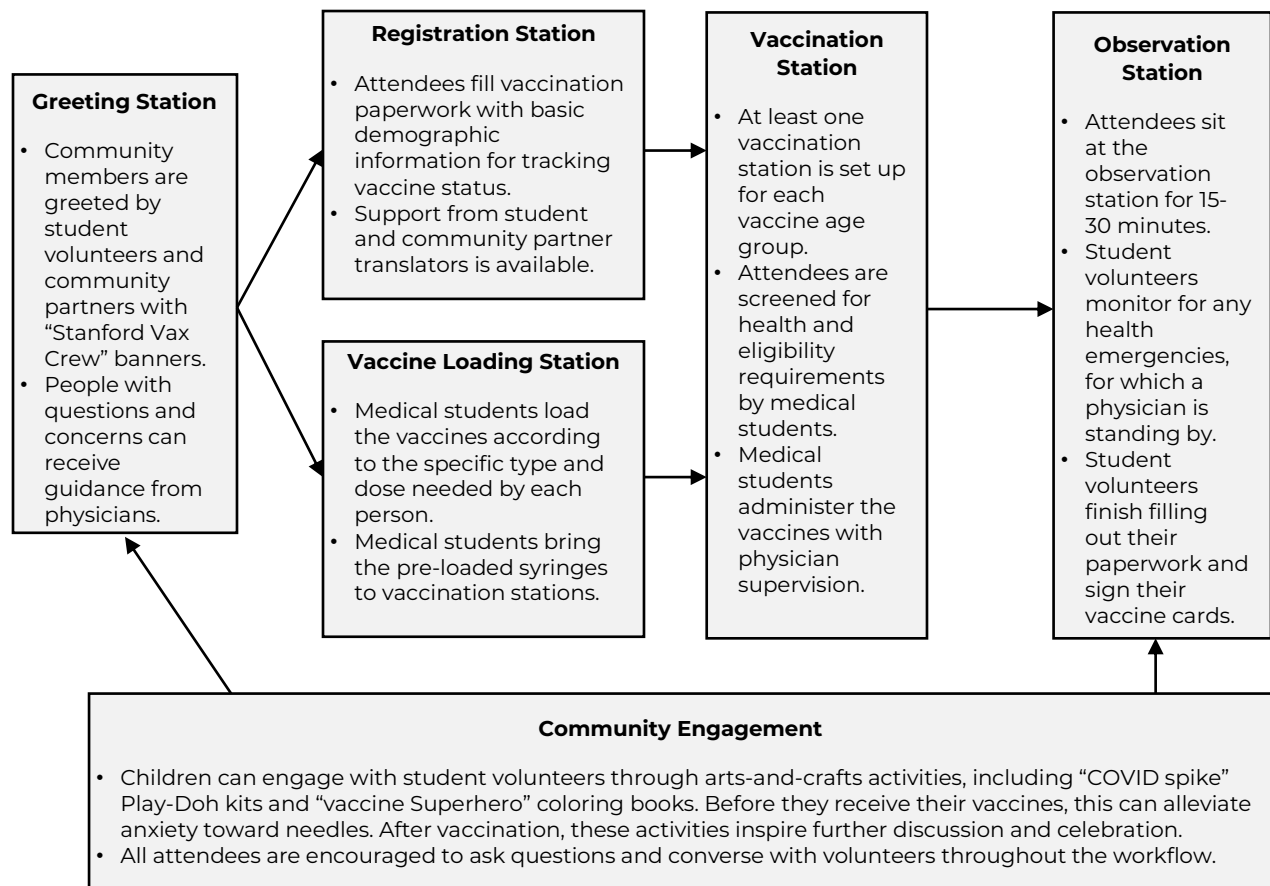 Greeting Station
• Community
members are
greeted by
student
volunteers and
community
partners with
“Stanford Vax
Crew” banners.
• People with
questions and
concerns can
receive
guidance from
physicians.
Registration Station
• Attendees fill vaccination
paperwork with basic
demographic
information for tracking
vaccine status.
• Support from student
and community partner
translators is available.
Vaccine Loading Station
• Medical students load
the vaccines according
to the specific type and
dose needed by each
person.
• Medical students bring
the pre-loaded syringes
to vaccination stations.
Vaccination
Station
• At least one
vaccination
station is set up
for each
vaccine age
group.
• Attendees are
screened for
health and
eligibility
requirements
by medical
students.
• Medical
students
administer the
vaccines with
physician
supervision.
Observation
Station
• Attendees sit
at the
observation
station for 15-
30 minutes.
• Student
volunteers
monitor for any
health
emergencies,
for which a
physician is
standing by.
• Student
volunteers
finish filling
out their
paperwork and
sign their
vaccine cards.
Community Engagement
• Children can engage with student volunteers through arts-and-crafts activities, including “COVID spike”
Play-Doh kits and “vaccine Superhero” coloring books. Before they receive their vaccines, this can alleviate
anxiety toward needles. After vaccination, these activities inspire further discussion and celebration.
• All attendees are encouraged to ask questions and converse with volunteers throughout the workflow.